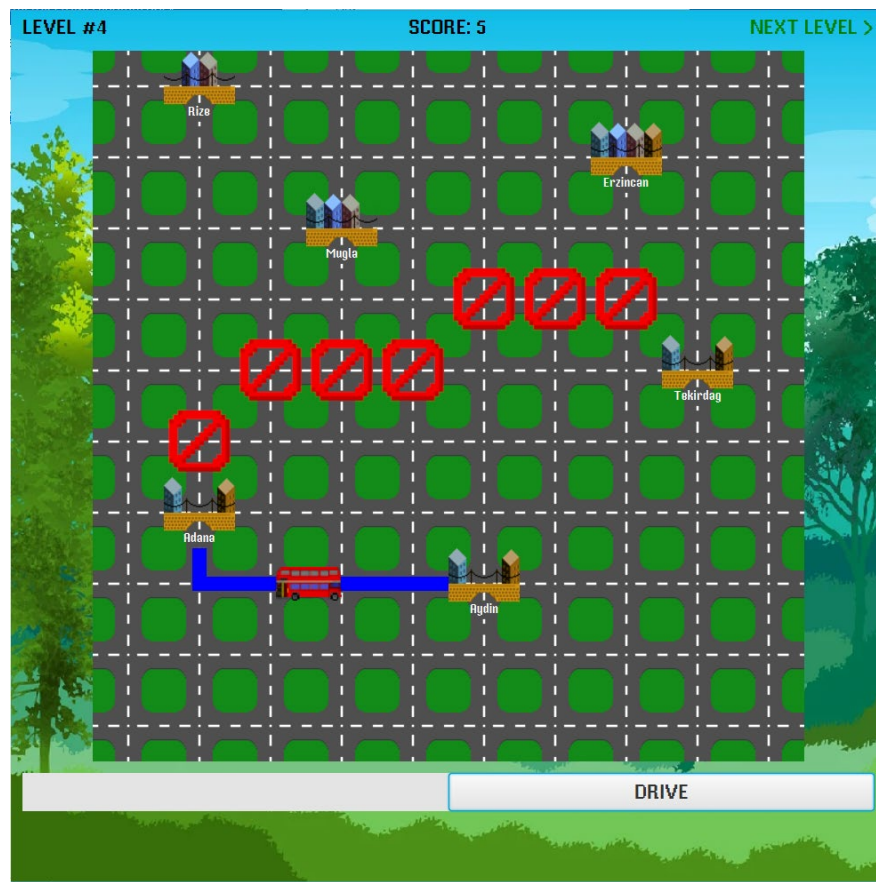 LEVEL #4
SCORE: 5
NEXT LEVEL >
Rize
Erzincan
Mugla
Tekirdag
Adana
Aydin
DRIVE